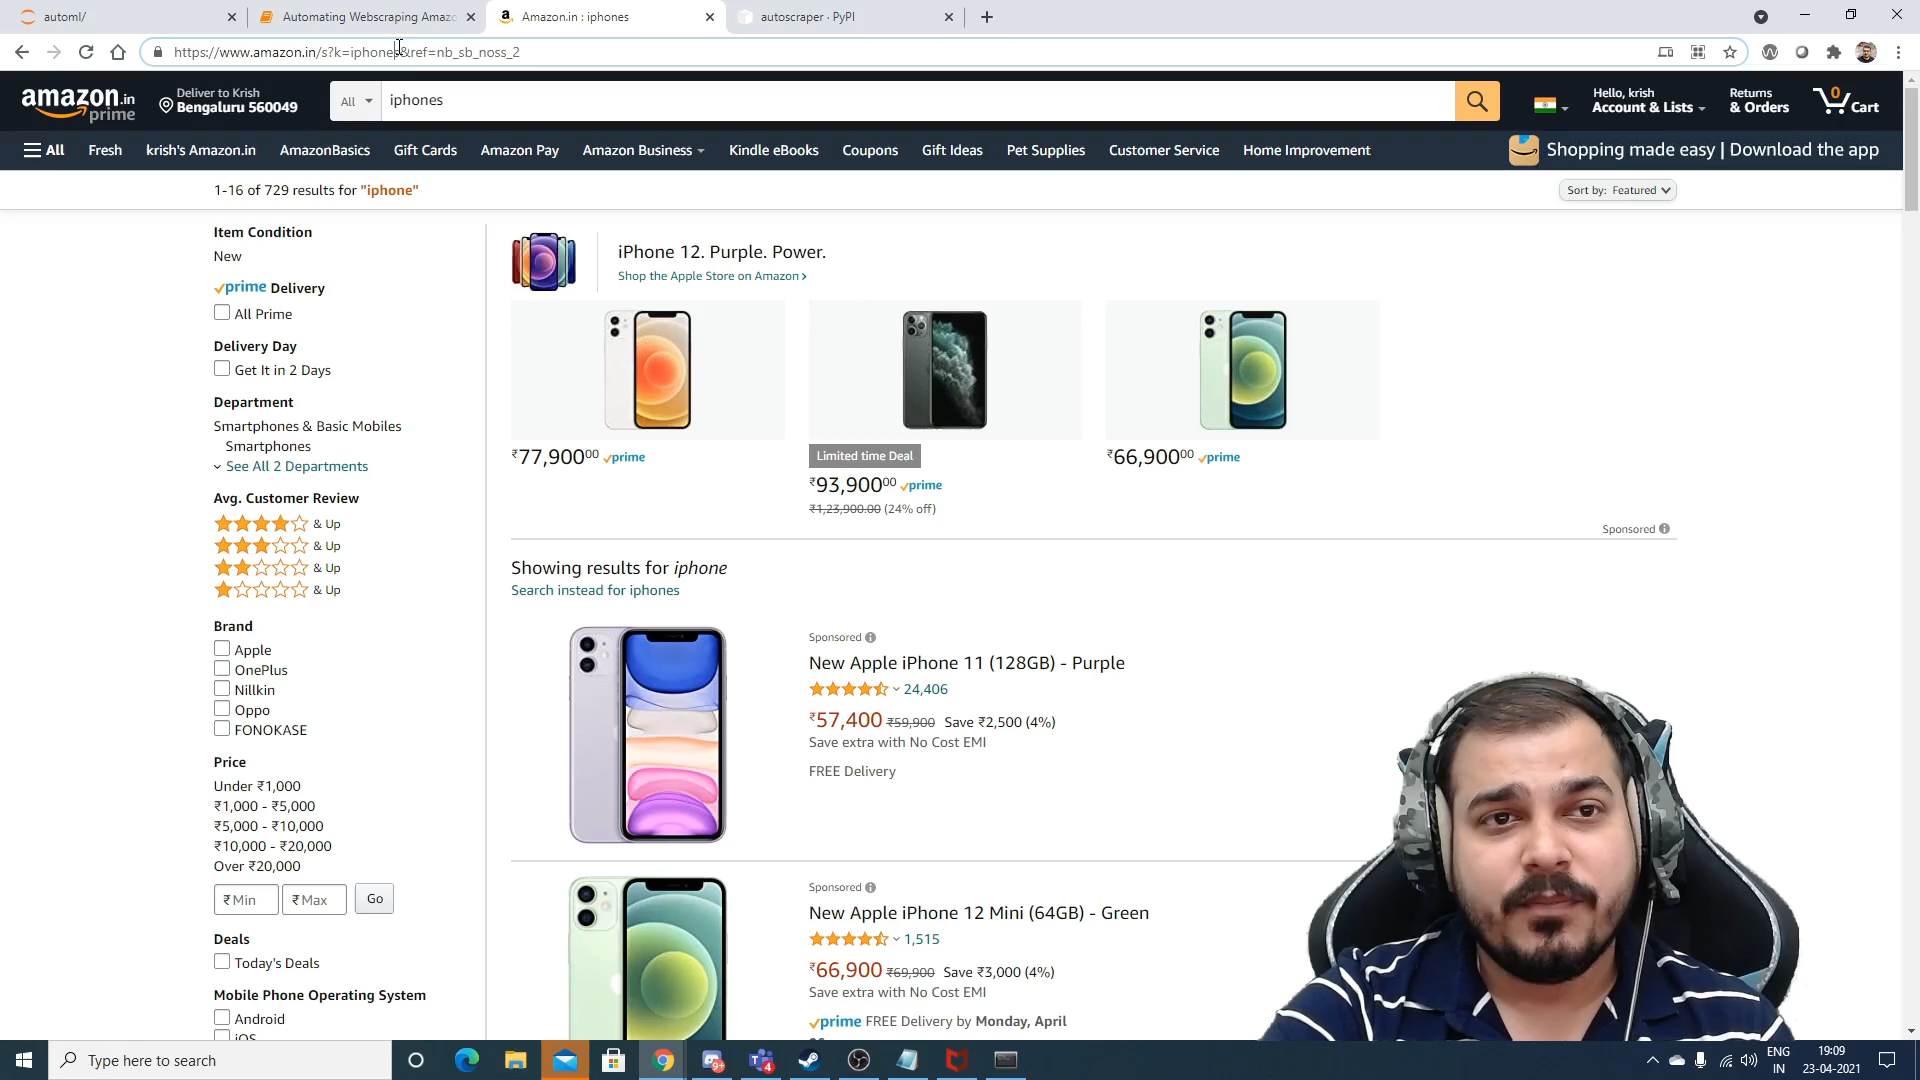 automl/
Automating Webscraping Amazo
Amazon.in : iphones
autoscraper · PyPI
https://www.amazon.in/s?k=iphones&ref=nb_sb_noss_2
amazon.in
prime
Deliver to Krish
Bengaluru 560049
All
iphones
Hello, krish
Account & Lists
Returns
& Orders
0
Cart
All
Fresh
krish's Amazon.in
AmazonBasics
Gift Cards
Amazon Pay
Amazon Business
Kindle eBooks
Coupons
Gift Ideas
Pet Supplies
Customer Service
Home Improvement
Shopping made easy | Download the app
1-16 of 729 results for "iphone"
Sort by: Featured
Item Condition
New
prime Delivery
All Prime
Delivery Day
Get It in 2 Days
Department
Smartphones & Basic Mobiles
Smartphones
See All 2 Departments
Avg. Customer Review
& Up
& Up
& Up
& Up
Brand
Apple
OnePlus
Nillkin
Oppo
FONOKASE
Price
Under ₹1,000
₹1,000 - ₹5,000
₹5,000 - ₹10,000
₹10,000 - ₹20,000
Over ₹20,000
₹ Min
₹ Max
Go
Deals
Today's Deals
Mobile Phone Operating System
Android
iOS
iPhone 12. Purple. Power.
Shop the Apple Store on Amazon ›
₹77,90000 prime
Limited time Deal
₹93,90000 prime
₹1,23,900.00 (24% off)
₹66,90000 prime
Sponsored
Showing results for iphone
Search instead for iphones
Sponsored
New Apple iPhone 11 (128GB) - Purple
24,406
₹57,400 ₹59,900 Save ₹2,500 (4%)
Save extra with No Cost EMI
FREE Delivery
Sponsored
New Apple iPhone 12 Mini (64GB) - Green
1,515
₹66,900 ₹69,900 Save ₹3,000 (4%)
Save extra with No Cost EMI
prime FREE Delivery by Monday, April
Type here to search
9+
4
ENG
IN
19:09
23-04-2021